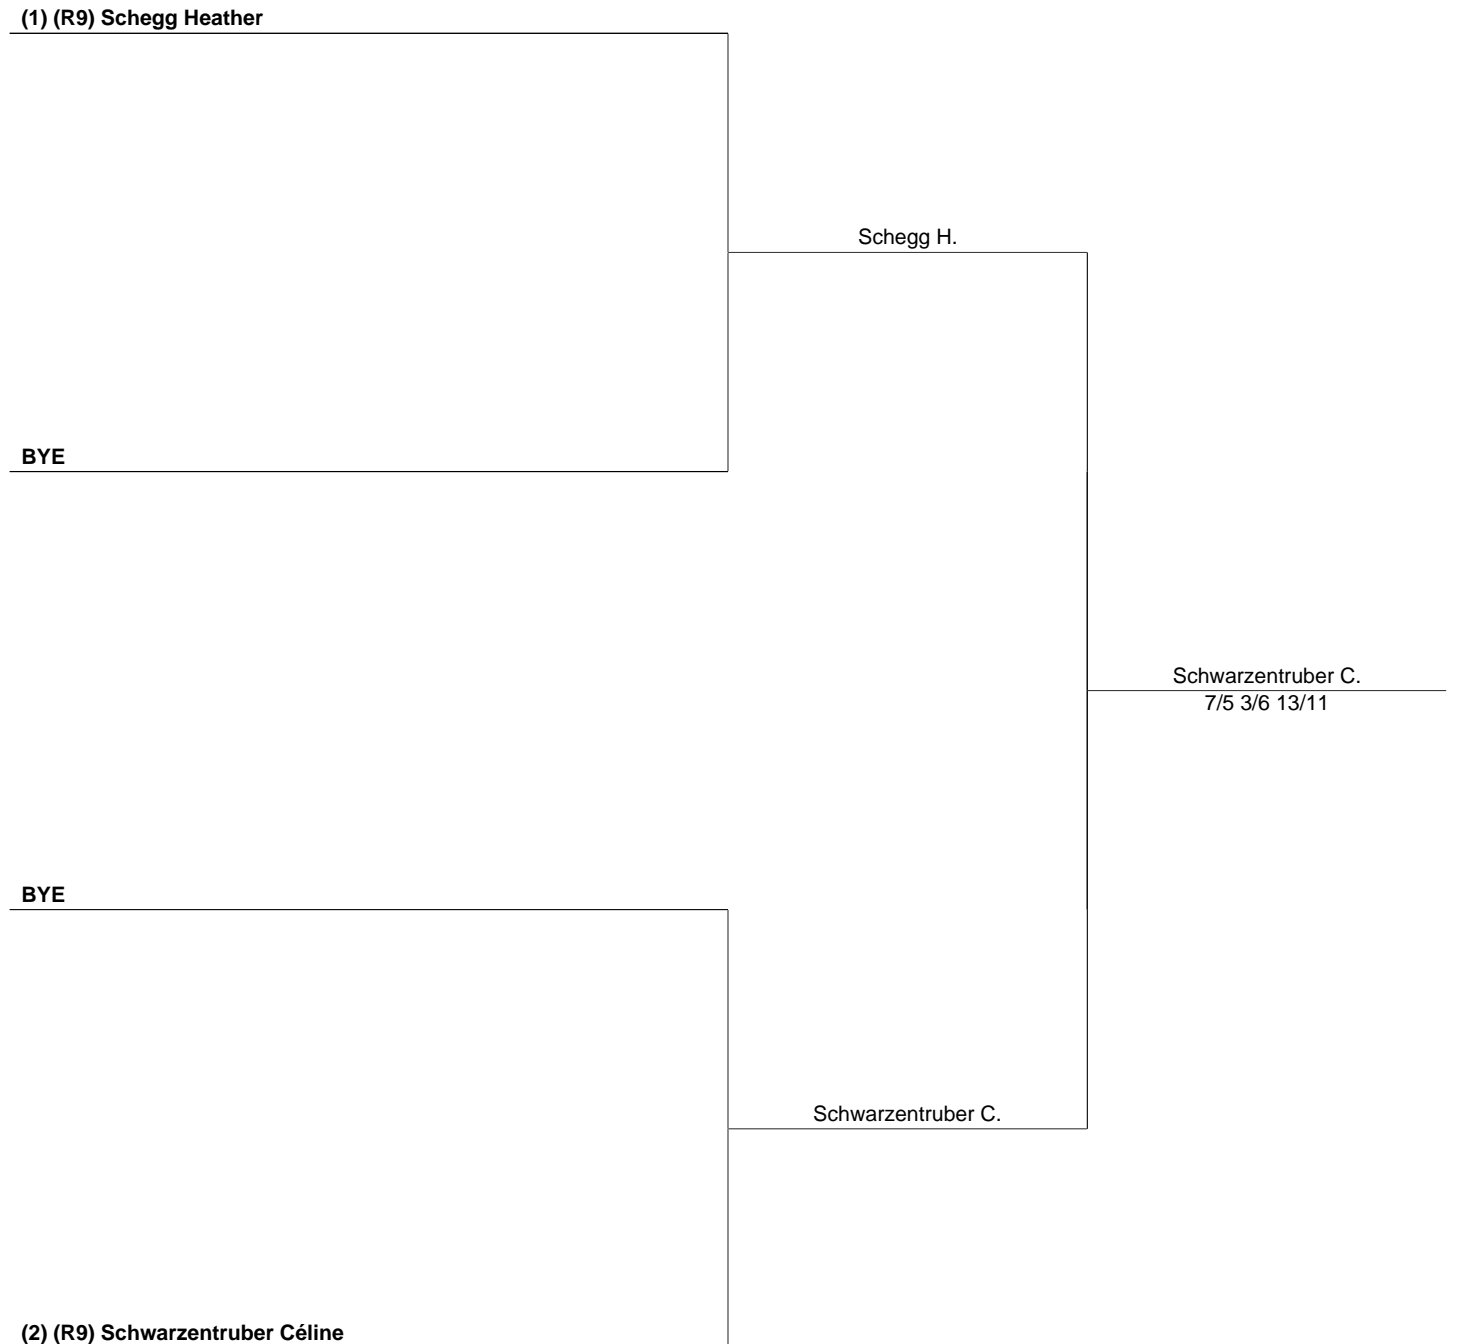 (1) (R9) Schegg Heather
Schegg H.
BYE
Schwarzentruber C.
7/5 3/6 13/11
BYE
Schwarzentruber C.
(2) (R9) Schwarzentruber Céline